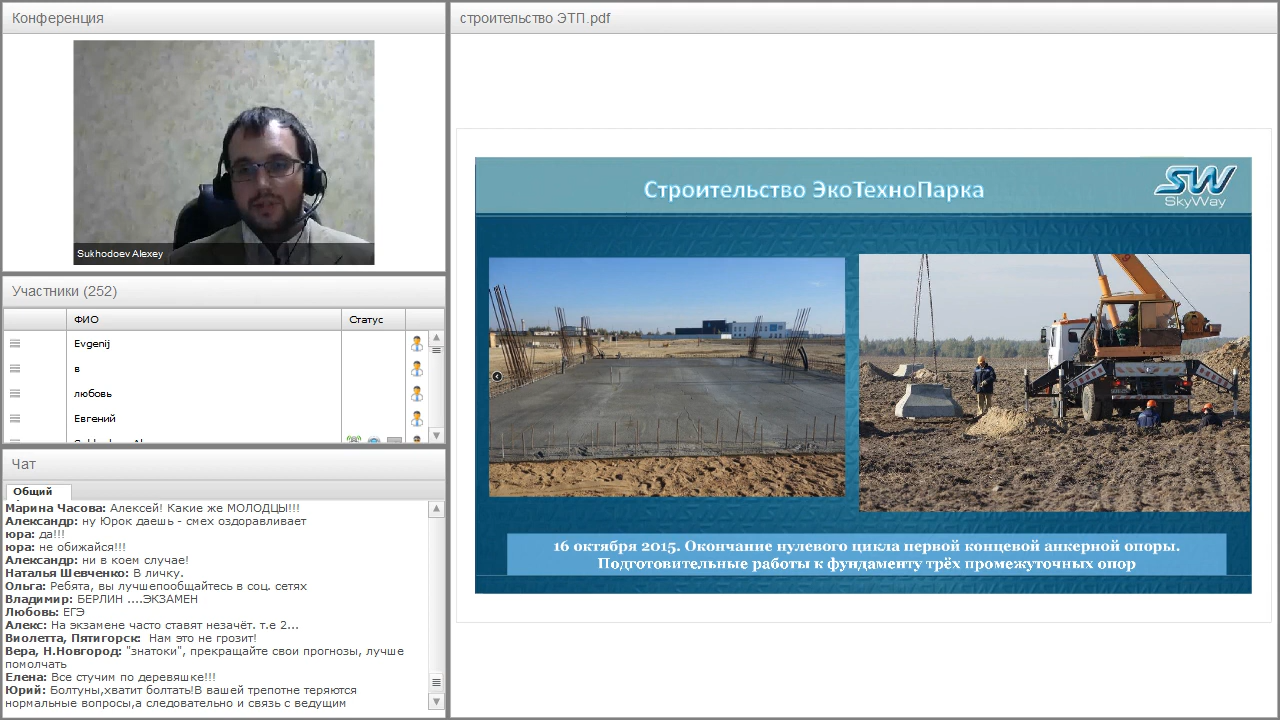 Конференция
Sukhodoev Alexey
Участники (252)
ФИО Статус
Evgenij
в
любовь
Евгений
Чат
Общий
Марина Часова: Алексей! Какие же МОЛОДЦЫ!!!
Александр: ну Юрок даешь - смех оздоравливает
юра: да!!!
юра: не обижайся!!!
Александр: ни в коем случае!
Наталья Шевченко: В личку.
Ольга: Ребята, вы лучшепообщайтесь в соц. сетях
Владимир: БЕРЛИН ....ЭКЗАМЕН
Любовь: ЕГЭ
Алекс: На экзамене часто ставят незачёт. т.е 2...
Виолетта, Пятигорск: Нам это не грозит!
Вера, Н.Новгород: "знатоки", прекращайте свои прогнозы, лучше
помолчать
Елена: Все стучим по деревяшке!!!
Юрий: Болтуны,хватит болтать!В вашей трепотне теряются
нормальные вопросы,а следовательно и связь с ведущим
строительство ЭТП.pdf
Строительство ЭкоТехноПарка
SW
SkyWay
16 октября 2015. Окончание нулевого цикла первой концевой анкерной опоры.
Подготовительные работы к фундаменту трёх промежуточных опор